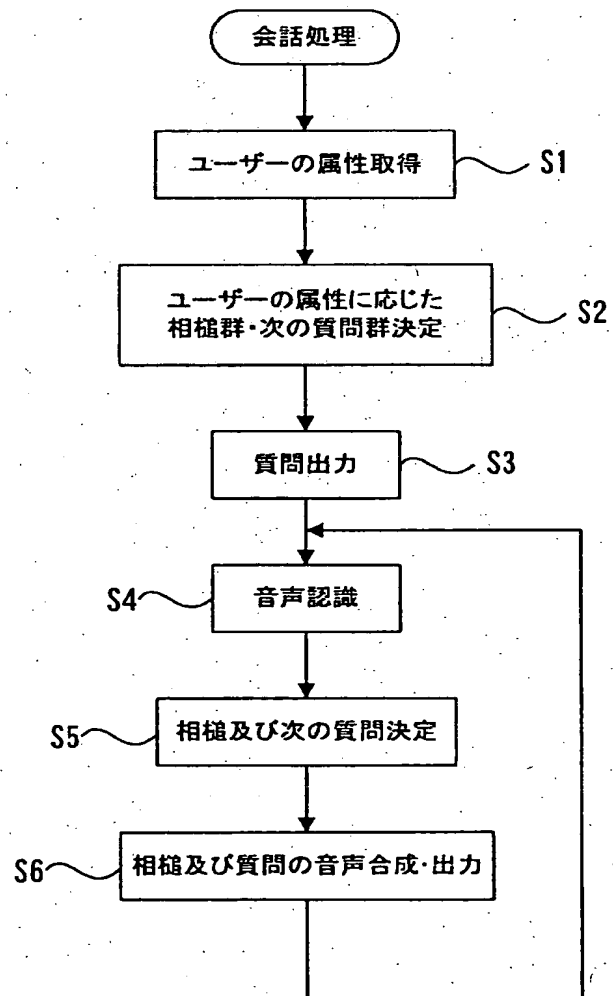 会話処理
ユーザーの属性取得
S1
ユーザーの属性に応じた
相槌群・次の質問群決定
S2
質問出力
S3
S4
音声認識
S5
相槌及び次の質問決定
S6
相槌及び質問の音声合成・出力